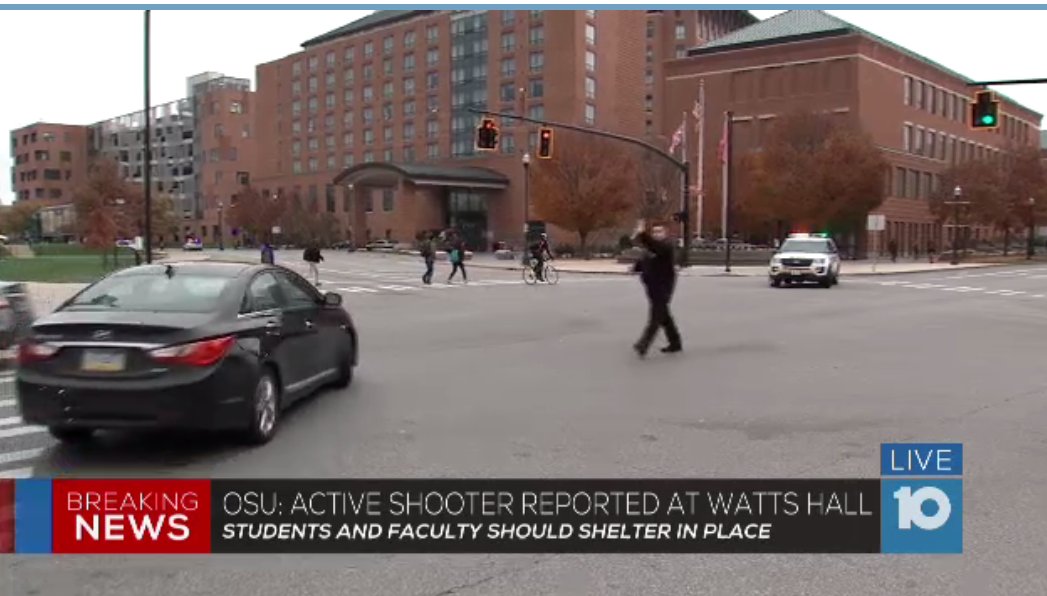 LIVE
BREAKING
NEWS
OSU: ACTIVE SHOOTER REPORTED AT WATTS HALL
STUDENTS AND FACULTY SHOULD SHELTER IN PLACE
10